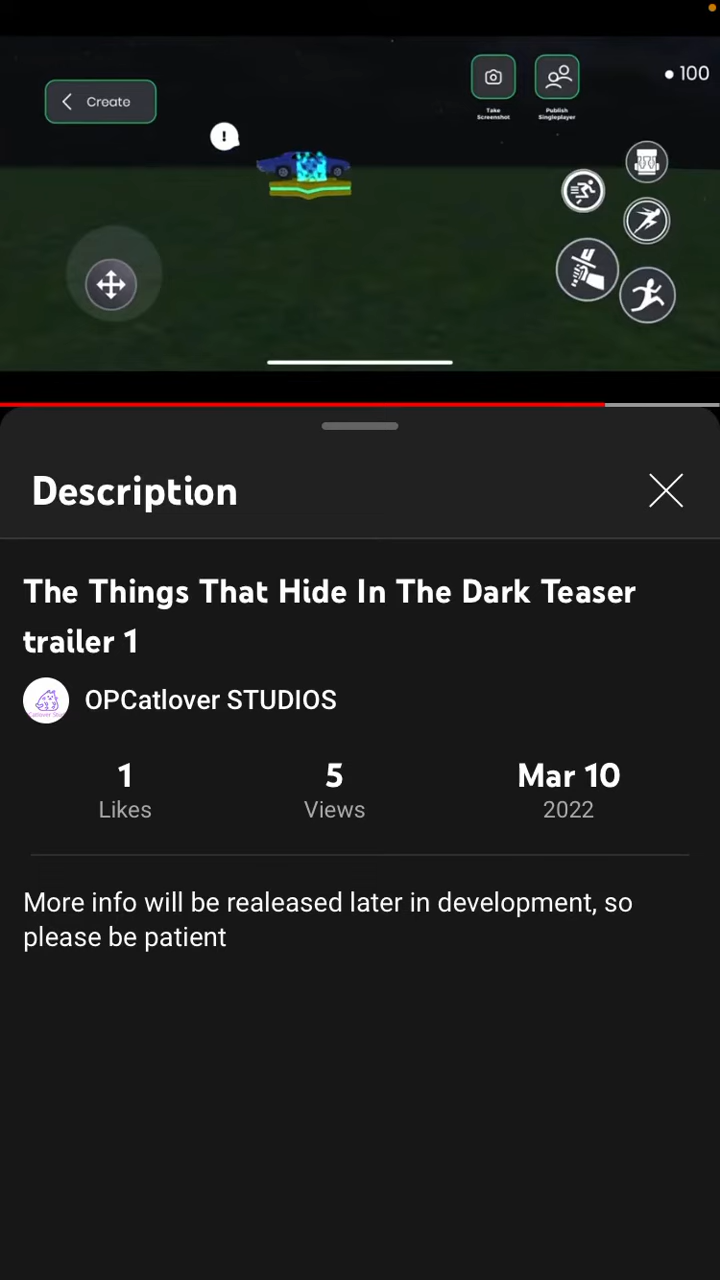 Create
Take
Screenshot
Publish
Singleplayer
100
!
Description
The Things That Hide In The Dark Teaser
trailer 1
OPCatlover STUDIOS
1
5
Mar 10
Likes
Views
2022
More info will be realeased later in development, so
please be patient